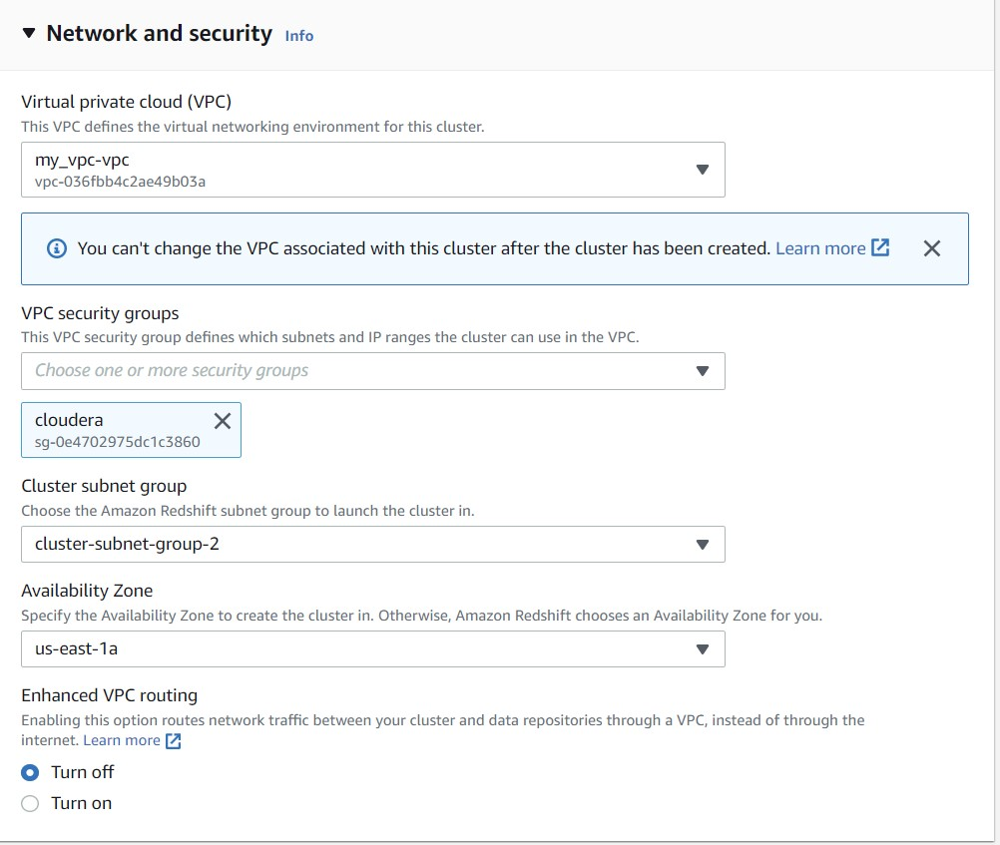 Network and security Info
Virtual private cloud (VPC)
This VPC defines the virtual networking environment for this cluster.
my_vpc-vpc
vpc-036fbb4c2ae49b03a
You can't change the VPC associated with this cluster after the cluster has been created. Learn more
VPC security groups
This VPC security group defines which subnets and IP ranges the cluster can use in the VPC.
Choose one or more security groups
cloudera
sg-0e4702975dc1c3860
Cluster subnet group
Choose the Amazon Redshift subnet group to launch the cluster in.
cluster-subnet-group-2
Availability Zone
Specify the Availability Zone to create the cluster in. Otherwise, Amazon Redshift chooses an Availability Zone for you.
us-east-1a
Enhanced VPC routing
Enabling this option routes network traffic between your cluster and data repositories through a VPC, instead of through the
internet. Learn more
Turn off
Turn on